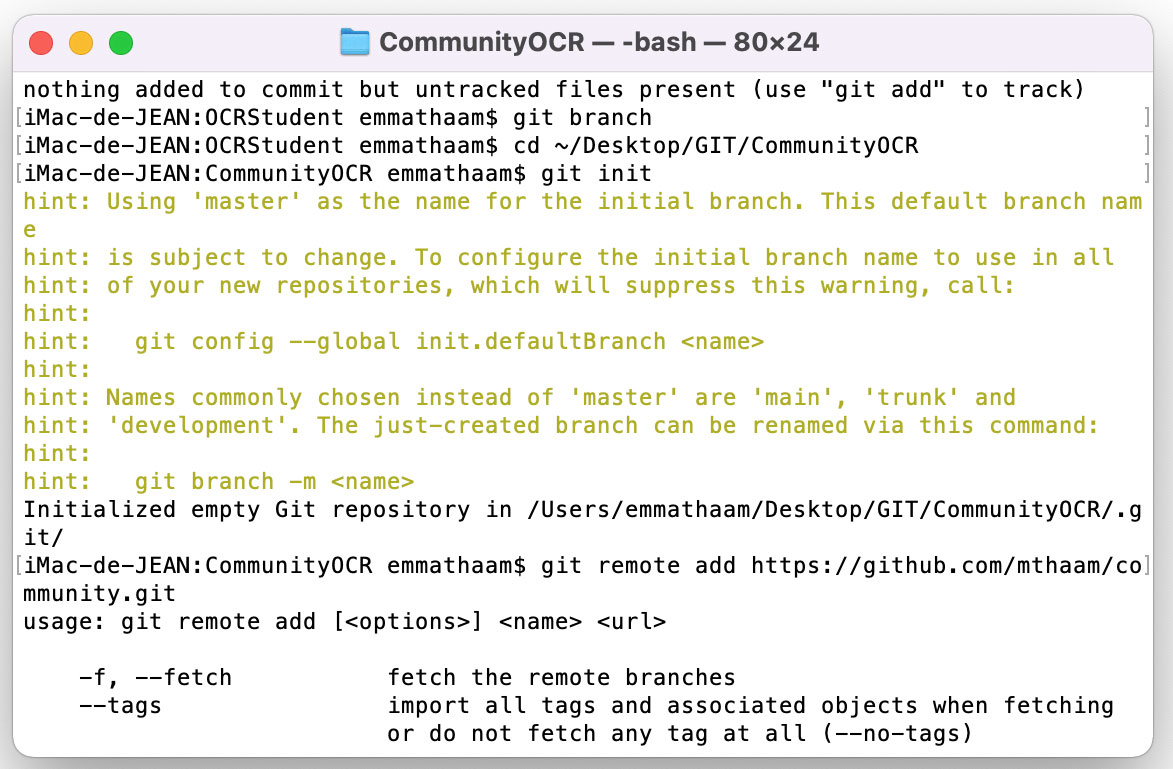 CommunityOCR — -bash — 80×24
nothing added to commit but untracked files present (use "git add" to track)
[iMac-de-JEAN:OCRStudent emmathaam$ git branch ]
[iMac-de-JEAN:OCRStudent emmathaam$ cd ~/Desktop/GIT/CommunityOCR ]
[iMac-de-JEAN:CommunityOCR emmathaam$ git init ]
hint: Using 'master' as the name for the initial branch. This default branch nam
e
hint: is subject to change. To configure the initial branch name to use in all
hint: of your new repositories, which will suppress this warning, call:
hint:
hint:   git config --global init.defaultBranch <name>
hint:
hint: Names commonly chosen instead of 'master' are 'main', 'trunk' and
hint: 'development'. The just-created branch can be renamed via this command:
hint:
hint:   git branch -m <name>
Initialized empty Git repository in /Users/emmathaam/Desktop/GIT/CommunityOCR/.g
it/
[iMac-de-JEAN:CommunityOCR emmathaam$ git remote add https://github.com/mthaam/co]
mmunity.git
usage: git remote add [<options>] <name> <url>

    -f, --fetch           fetch the remote branches
    --tags                import all tags and associated objects when fetching
                          or do not fetch any tag at all (--no-tags)